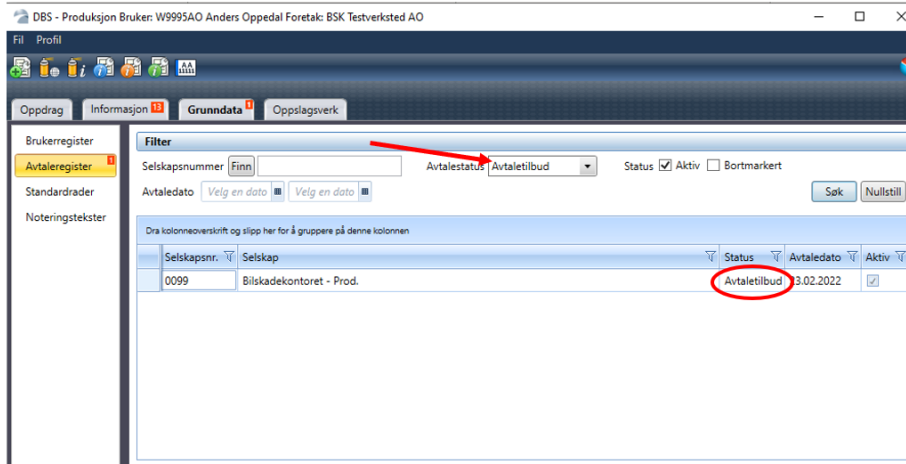 DBS - Produksjon Bruker: W9995AO Anders Oppedal Foretak: BSK Testverksted AO
Fil Profil
Oppdrag Informasjon 13 Grunndata 1 Oppslagsverk
Brukerregister
Avtaleregister 1
Standardrader
Noteringstekster
Filter
Selskapsnummer Finn Avtalestatus Avtaletilbud Status Aktiv Bortmarkert
Avtaledato Velg en dato Velg en dato Søk Nullstill
Dra kolonneoverskrift og slipp her for å gruppere på denne kolonnen
Selskapsnr. Selskap Status Avtaledato Aktiv
0099 Bilskadekontoret - Prod. Avtaletilbud 23.02.2022